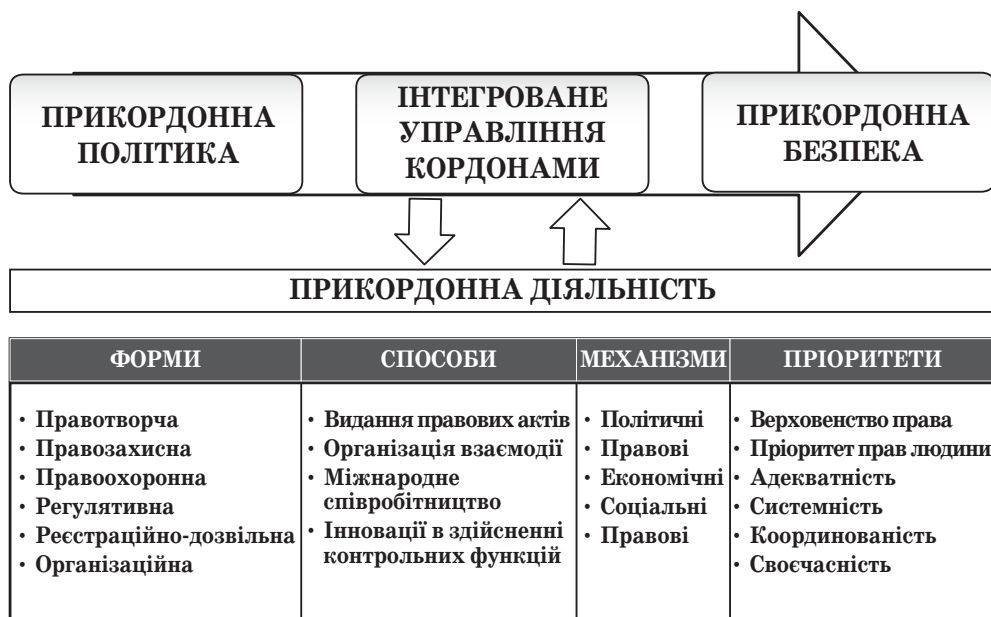 ПРИКОРДОННА
ПОЛІТИКА
ІНТЕГРОВАНЕ
УПРАВЛІННЯ
КОРДОНАМИ
ПРИКОРДОННА
БЕЗПЕКА
ПРИКОРДОННА ДІЯЛЬНІСТЬ
ФОРМИ
· Правотворча
· Правозахисна
· Правоохоронна
· Регулятивна
· Реєстраційно-дозвільна
· Організаційна
СПОСОБИ
· Видання правових актів
· Організація взаємодії
· Міжнародне
співробітництво
· Інновації в здійсненні
контрольних функцій
МЕХАНІЗМИ
· Політичні
· Правові
· Економічні
· Соціальні
· Правові
ПРІОРИТЕТИ
· Верховенство права
· Пріоритет прав людини
· Адекватність
· Системність
· Координованість
· Своєчасність